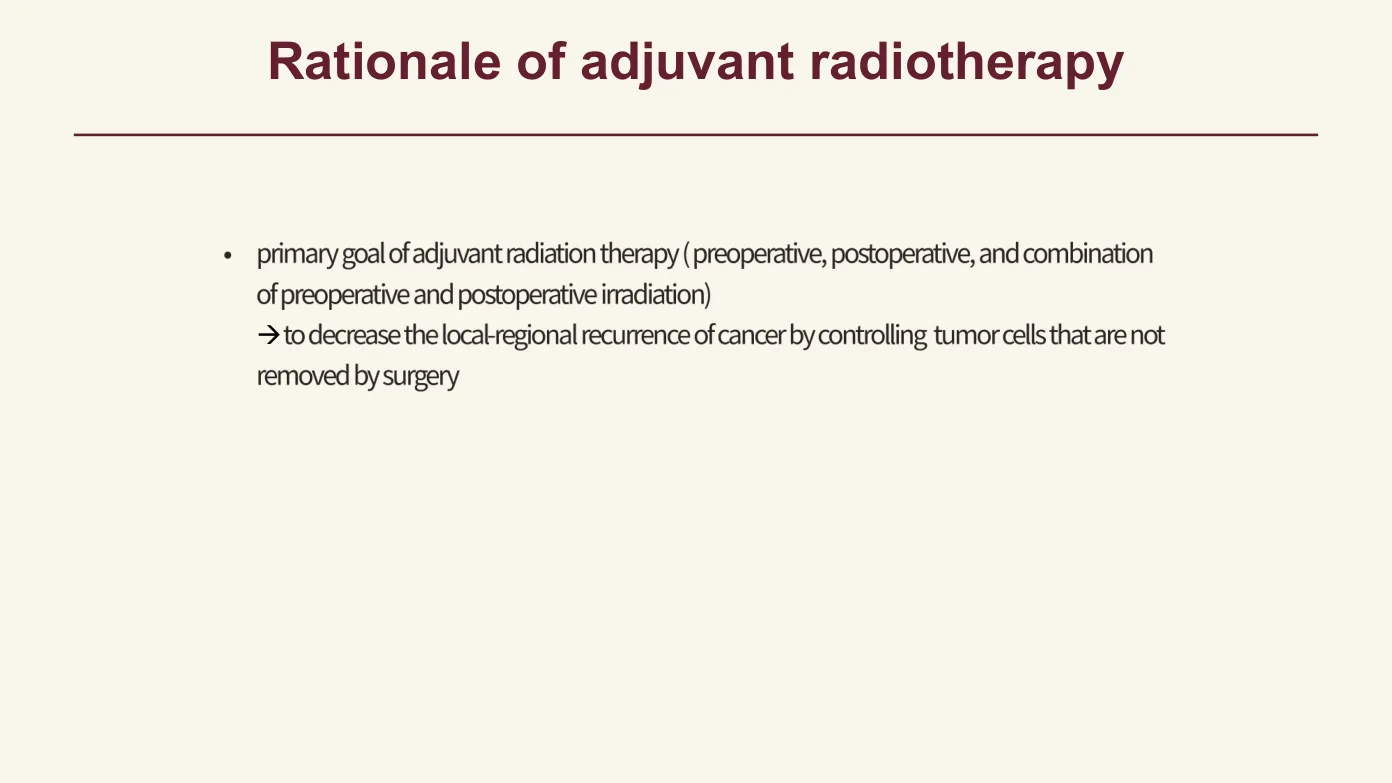 Rationale of adjuvant radiotherapy
• primary goal of adjuvant radiation therapy ( preoperative, postoperative, and combination
of preoperative and postoperative irradiation)
→ to decrease the local-regional recurrence of cancer by controlling  tumor cells that are not
removed by surgery